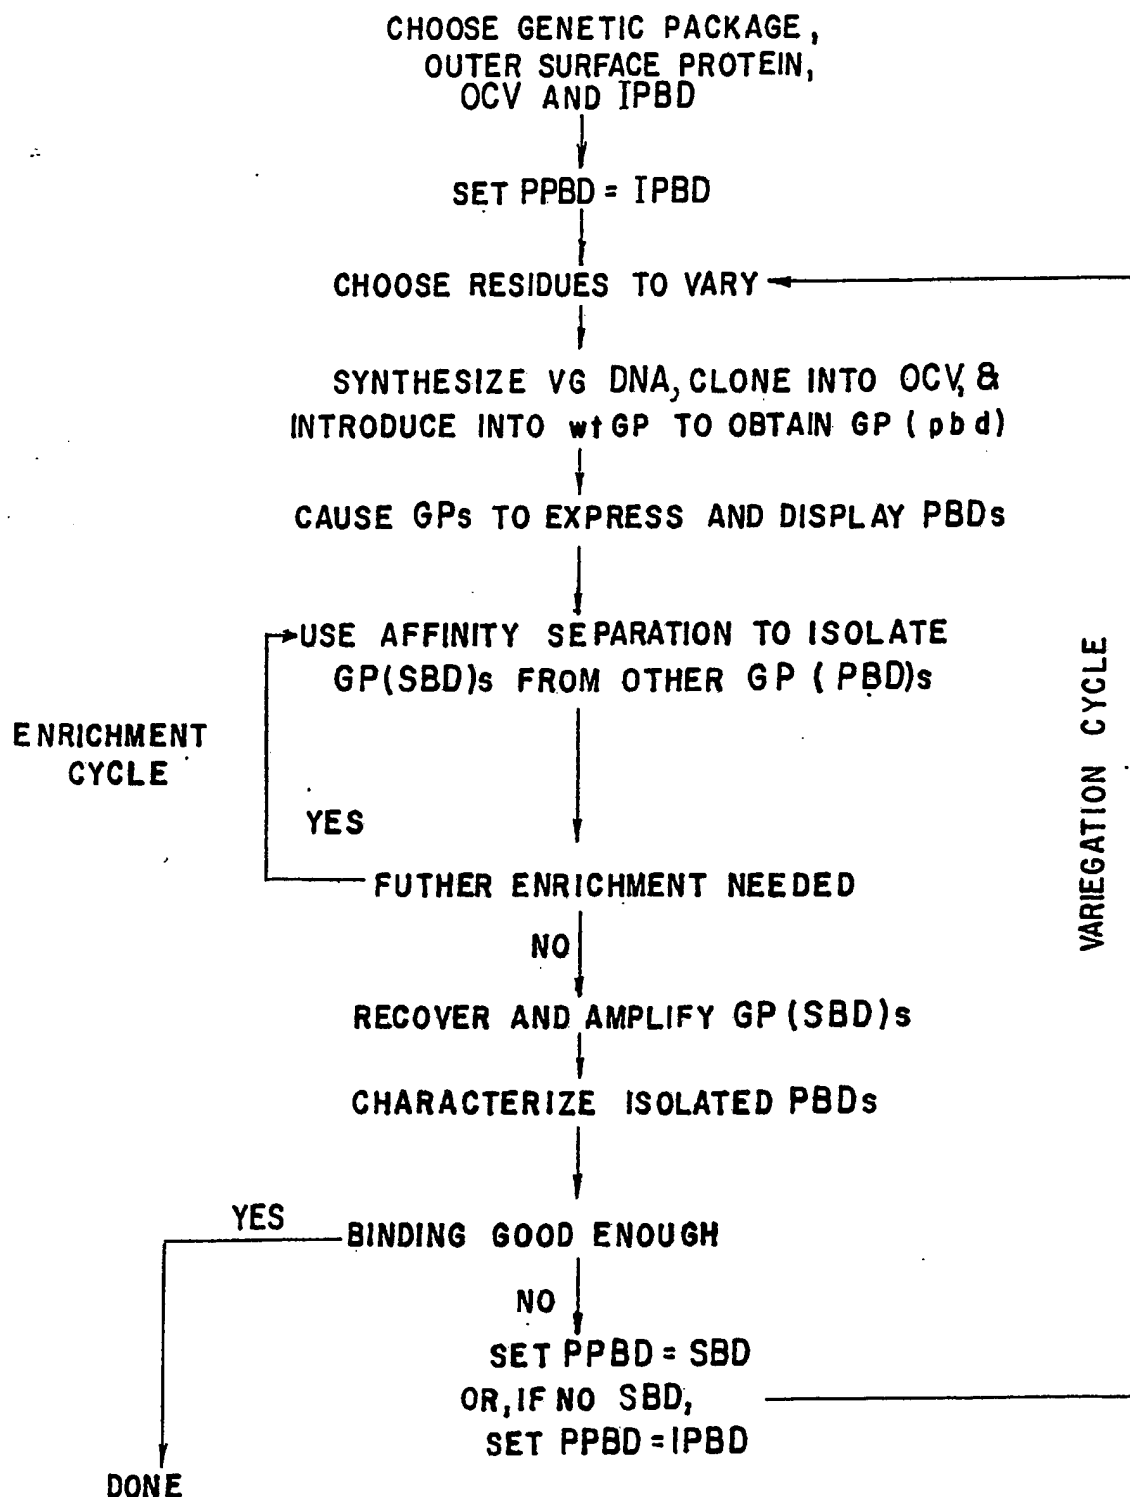 CHOOSE GENETIC PACKAGE,
OUTER SURFACE PROTEIN,
OCV AND IPBD
SET PPBD = IPBD
CHOOSE RESIDUES TO VARY
SYNTHESIZE VG DNA, CLONE INTO OCV, &
INTRODUCE INTO wtGP TO OBTAIN GP (pbd)
CAUSE GPs TO EXPRESS AND DISPLAY PBDs
USE AFFINITY SEPARATION TO ISOLATE
GP(SBD)s FROM OTHER GP (PBD)s
ENRICHMENT
CYCLE
VARIEGATION CYCLE
YES
FUTHER ENRICHMENT NEEDED
NO
RECOVER AND AMPLIFY GP (SBD)s
CHARACTERIZE ISOLATED PBDs
YES
BINDING GOOD ENOUGH
NO
SET PPBD = SBD
OR, IF NO SBD,
SET PPBD = IPBD
DONE